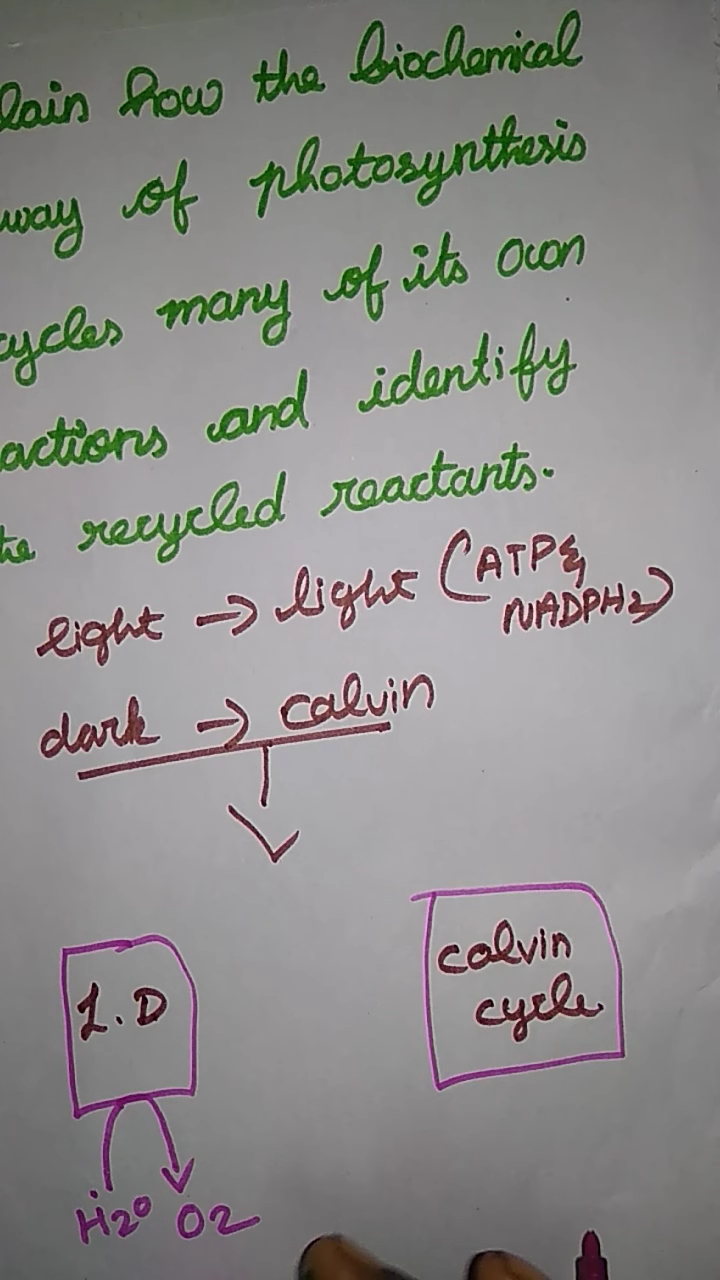 lain how the biochemical
way of photosynthesis
cycles many of its own
actions and identify
he recycled reactants.
light → light (ATP &
NADPH2)
dark → calvin
L.D
calvin
cycle
H2O O2